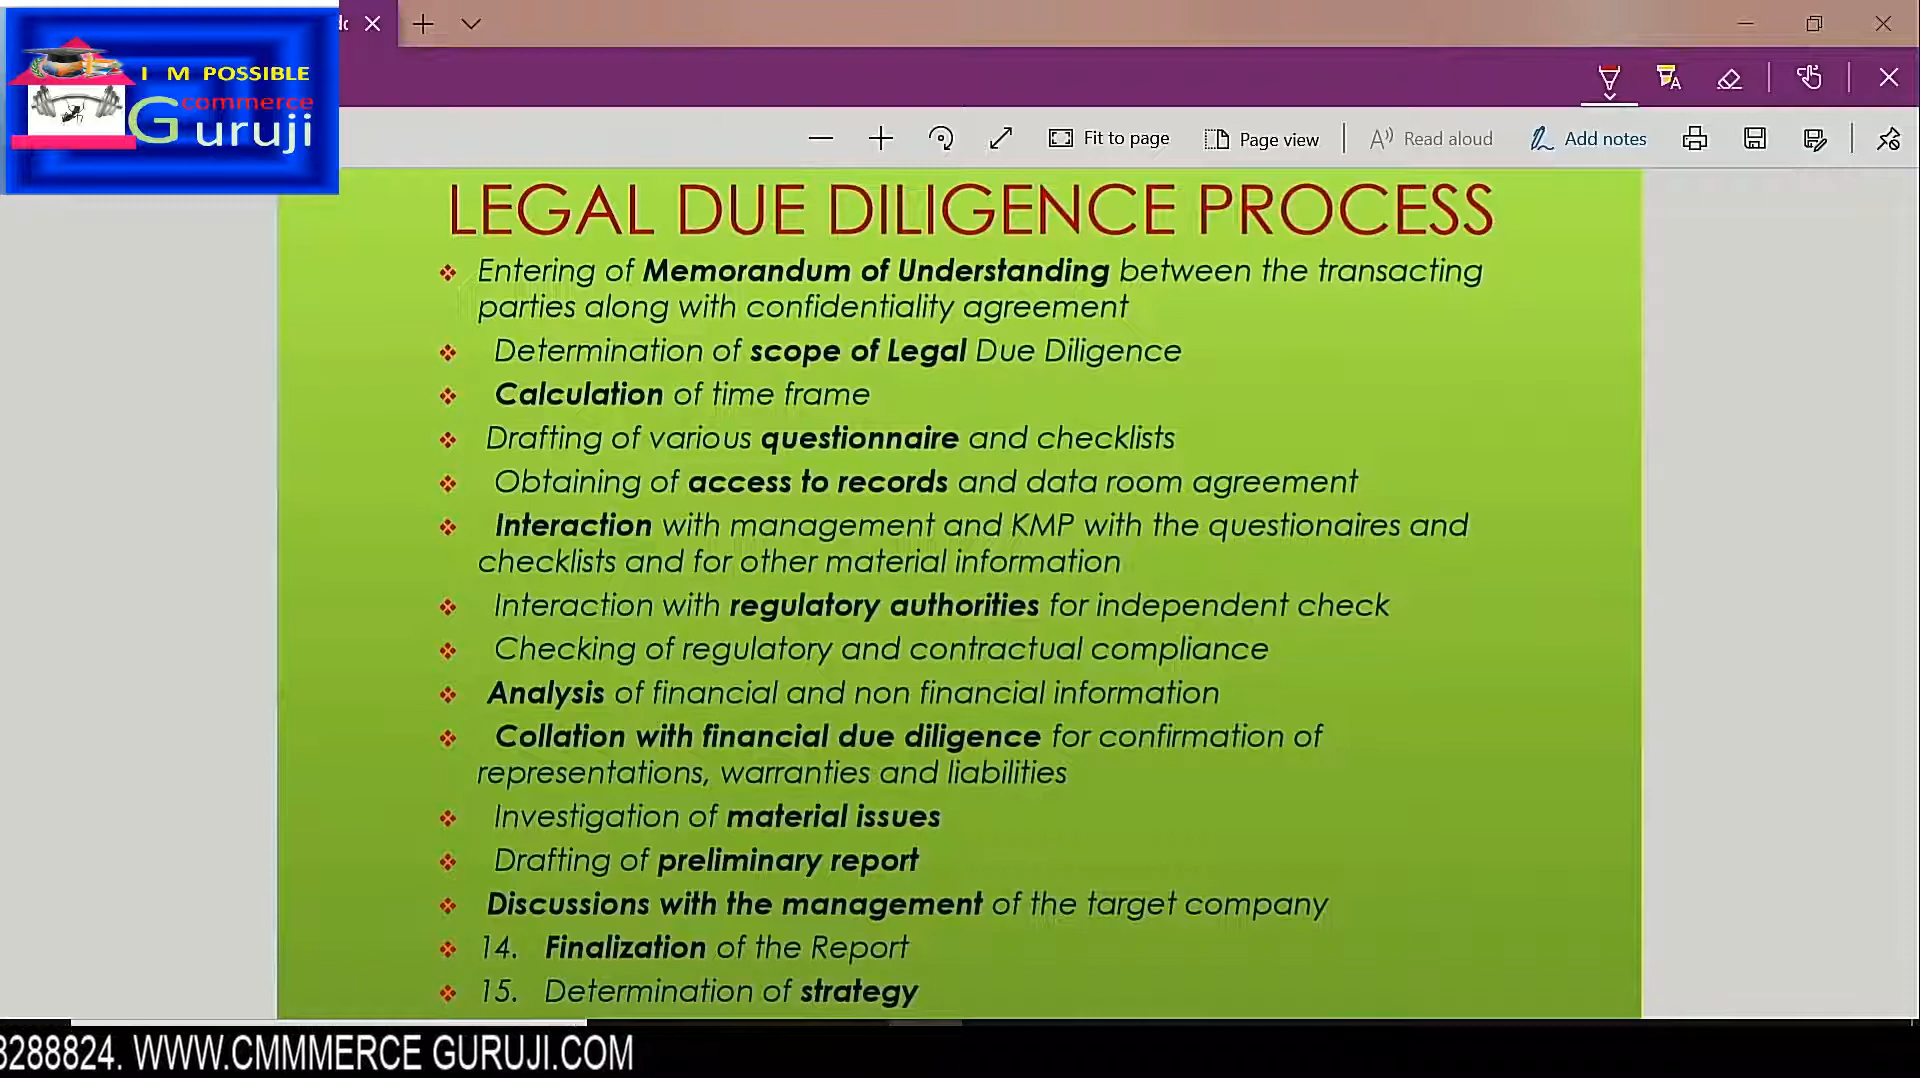 I M POSSIBLE
commerce
Guruji
Fit to page
Page view
Read aloud
Add notes
LEGAL DUE DILIGENCE PROCESS
Entering of Memorandum of Understanding between the transacting
parties along with confidentiality agreement
Determination of scope of Legal Due Diligence
Calculation of time frame
Drafting of various questionnaire and checklists
Obtaining of access to records and data room agreement
Interaction with management and KMP with the questionaires and
checklists and for other material information
Interaction with regulatory authorities for independent check
Checking of regulatory and contractual compliance
Analysis of financial and non financial information
Collation with financial due diligence for confirmation of
representations, warranties and liabilities
Investigation of material issues
Drafting of preliminary report
Discussions with the management of the target company
14. Finalization of the Report
15. Determination of strategy
3288824. WWW.CMMMERCE GURUJI.COM